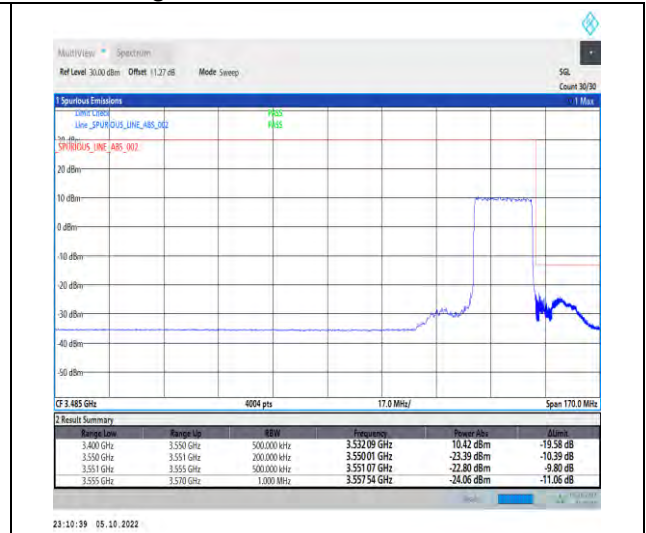 MultiView Spectrum
Ref Level 30.00 dBm Offset 11.27 dB Mode Sweep SGL
Count 30/30
1 Spurious Emissions 1 Max
Limit Check PASS
Line _SPURIOUS_LINE_ABS_002 PASS
30 dBm
_SPURIOUS_LINE_ABS_002
20 dBm
10 dBm
0 dBm
-10 dBm
-20 dBm
-30 dBm
-40 dBm
-50 dBm
CF 3.485 GHz 4004 pts 17.0 MHz/ Span 170.0 MHz
2 Result Summary
Range Low Range Up RBW Frequency Power Abs ΔLimit
3.400 GHz 3.550 GHz 500.000 kHz 3.53209 GHz 10.42 dBm -19.58 dB
3.550 GHz 3.551 GHz 200.000 kHz 3.55001 GHz -23.39 dBm -10.39 dB
3.551 GHz 3.555 GHz 500.000 kHz 3.55107 GHz -22.80 dBm -9.80 dB
3.555 GHz 3.570 GHz 1.000 MHz 3.55754 GHz -24.06 dBm -11.06 dB
23:10:39 05.10.2022